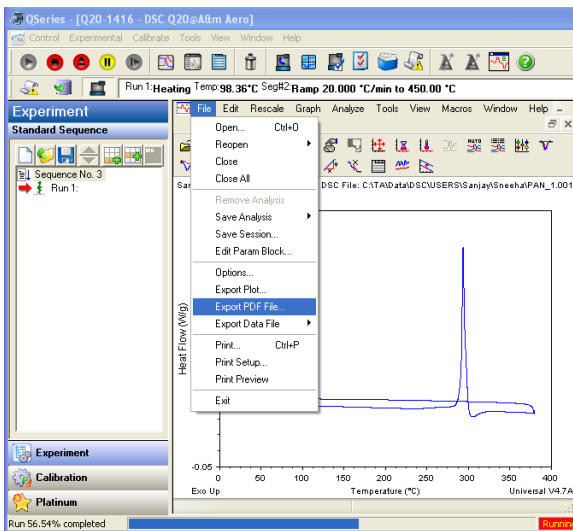 QSeries - [Q20-1416 - DSC Q20@A&m Aero]
Control Experimental Calibrate Tools View Window Help
Run 1:Heating Temp:98.36°C Seg#2:Ramp 20.000 °C/min to 450.00 °C
Experiment
Standard Sequence
Sequence No. 3
Run 1:
File Edit Rescale Graph Analyze Tools View Macros Window Help
Open... Ctrl+O
Reopen
Close
Close All
Remove Analysis
Save Analysis
Save Session...
Edit Param Block...
Options...
Export Plot...
Export PDF File...
Export Data File
Print... Ctrl+P
Print Setup...
Print Preview
Exit
DSC File: C:\TA\Data\DSC\USERS\Sanjay\Sneeha\PAN_1.001
Heat Flow (W/g)
-0.05
0 50 100 150 200 250 300 350 400
Exo Up Temperature (°C) Universal V4.7A
Experiment
Calibration
Platinum
Run 56.54% completed
Running